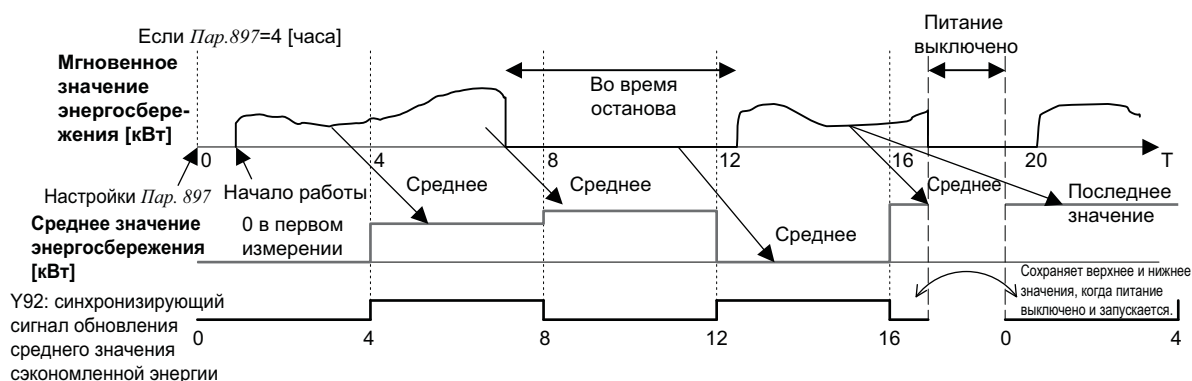 Если Пар.897=4 [часа]
Питание
выключено
Мгновенное
значение
энергосбере-
жения [кВт]
Во время
останова
0
4
8
12
16
20
T
Настройки Пар. 897
Начало работы
Среднее
Среднее
Среднее
Среднее
Последнее
значение
Среднее значение
энергосбережения
[кВт]
0 в первом
измерении
Сохраняет верхнее и нижнее
значения, когда питание
выключено и запускается.
Y92: синхронизирующий
сигнал обновления
среднего значения
сэкономленной энергии
0
4
8
12
16
0
4